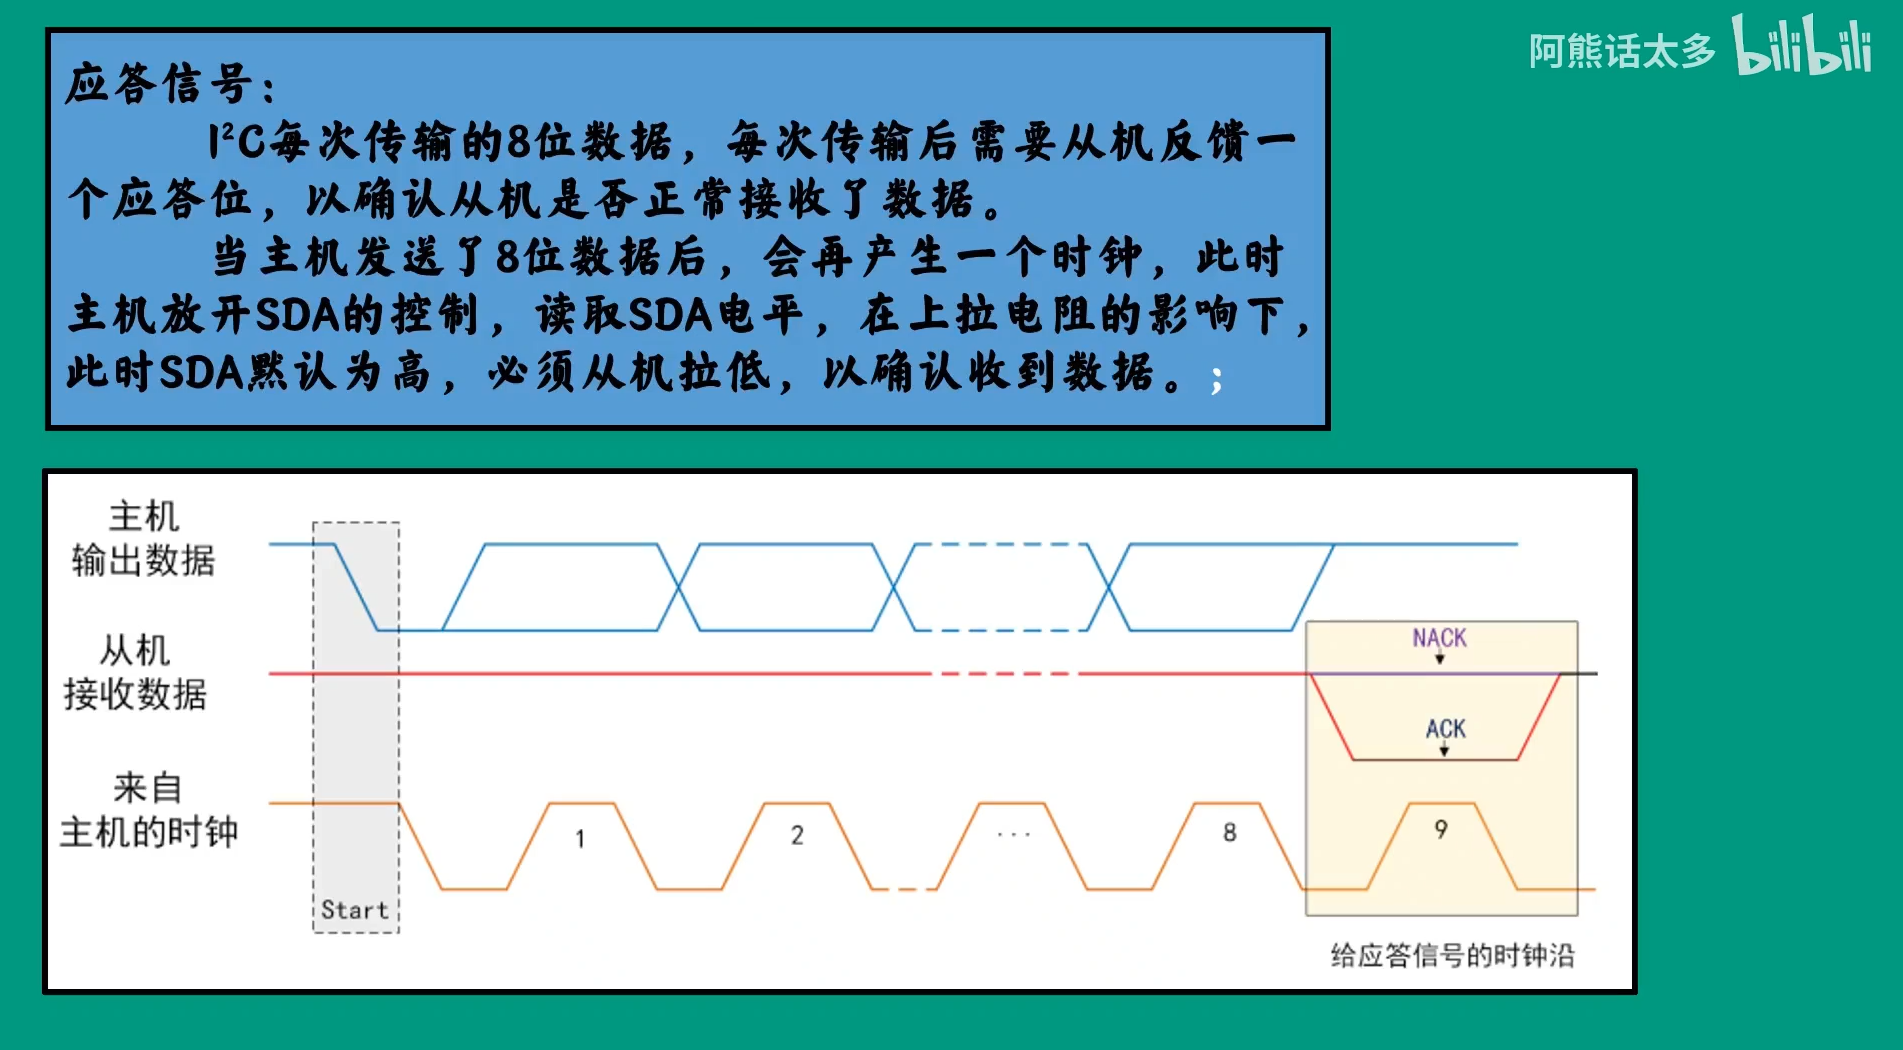 阿熊话太多 bilibili
应答信号：
I²C每次传输的8位数据，每次传输后需要从机反馈一
个应答位，以确认从机是否正常接收了数据。
当主机发送了8位数据后，会再产生一个时钟，此时
主机放开SDA的控制，读取SDA电平，在上拉电阻的影响下，
此时SDA默认为高，必须从机拉低，以确认收到数据。；
主机
输出数据
从机
接收数据
NACK
ACK
来自
主机的时钟
1
2
...
8
9
Start
给应答信号的时钟沿